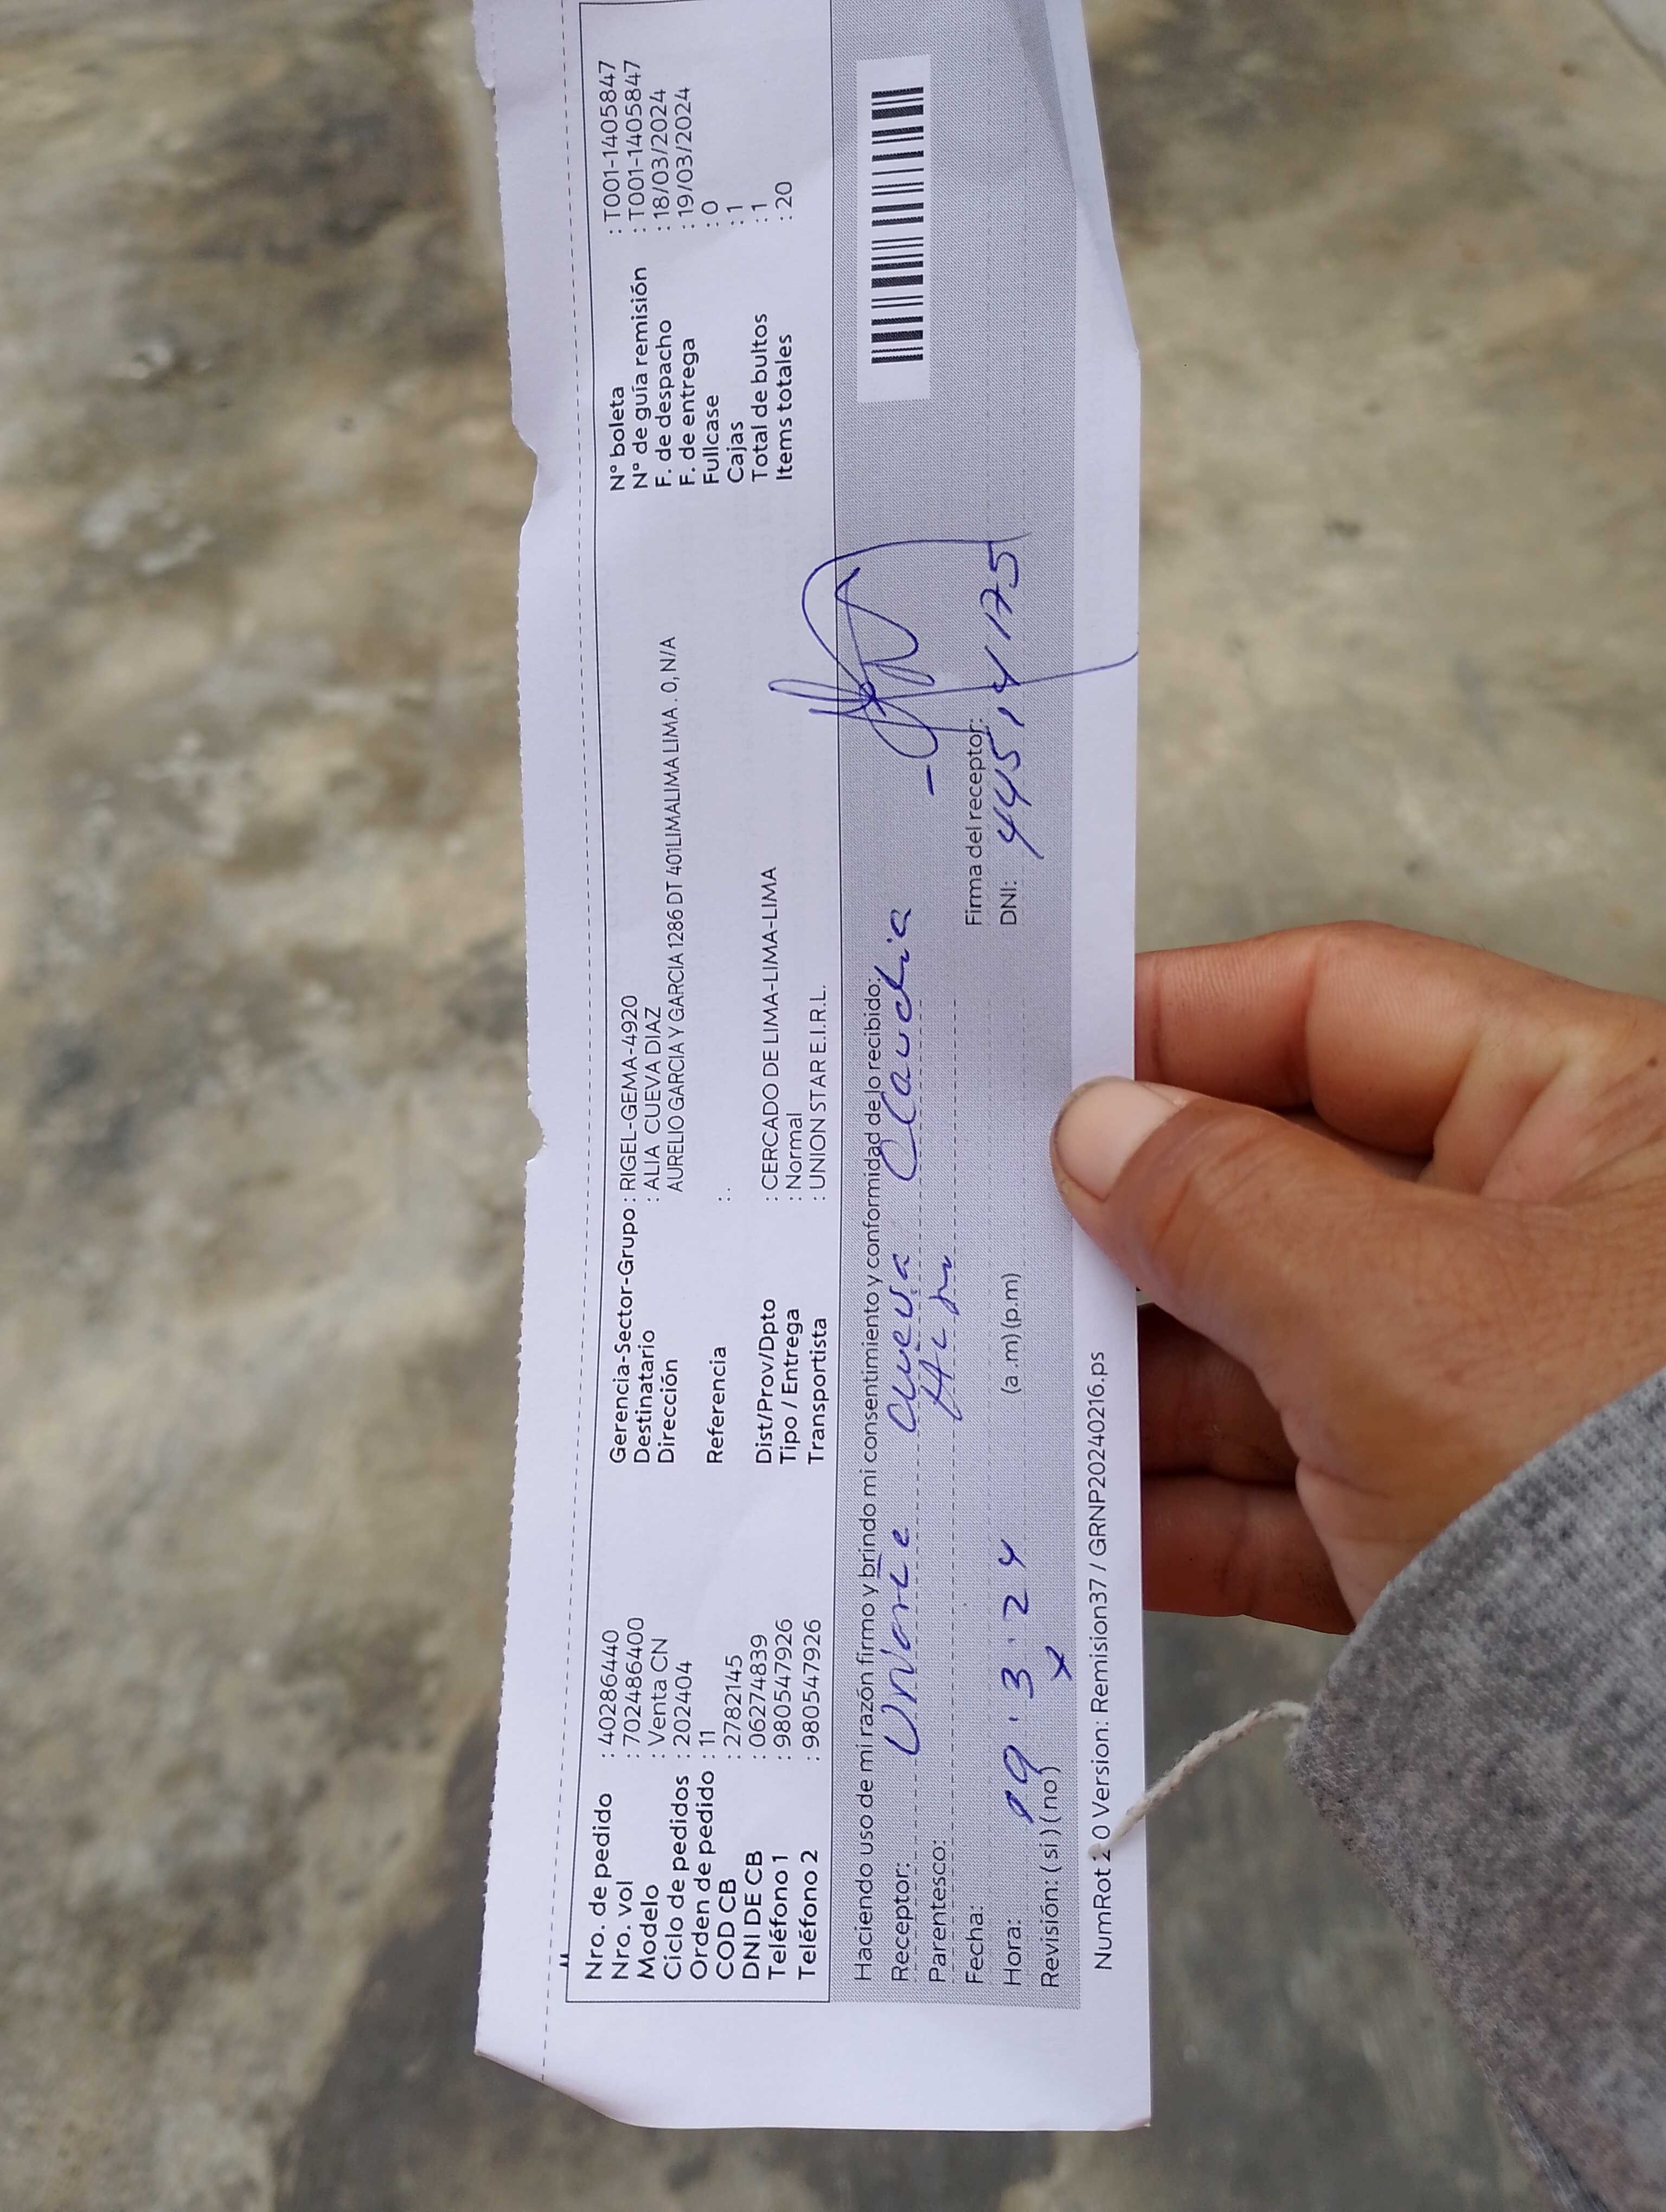 Nro. de pedido : 40286440
Nro. vol : 702486400
Modelo : Venta CN
Ciclo de pedidos : 202404
Orden de pedido : 11
COD CB : 2782145
DNI DE CB : 06274839
Teléfono 1 : 980547926
Teléfono 2 : 980547926
Gerencia-Sector-Grupo : RIGEL-GEMA-4920
Destinatario : ALIA CUEVA DIAZ
Dirección AURELIO GARCIA Y GARCIA 1286 DT 401LIMALIMA LIMA . 0, N/A
Referencia : .
Dist/Prov/Dpto : CERCADO DE LIMA-LIMA-LIMA
Tipo / Entrega : Normal
Transportista : UNION STAR E.I.R.L.
N° boleta : T001-1405847
N° de guía remisión : T001-1405847
F. de despacho : 18/03/2024
F. de entrega : 19/03/2024
Fullcase : 0
Cajas : 1
Total de bultos : 1
Items totales : 20
Haciendo uso de mi razón firmo y brindo mi consentimiento y conformidad de lo recibido:
Receptor: Cueva Claudia
Parentesco:
Fecha: 19.3.24
Hora: (a .m) (p.m)
Revisión: ( si ) ( no ) x
Firma del receptor:
DNI:
NumRot 2.0 Version: Remision37 / GRNP20240216.ps